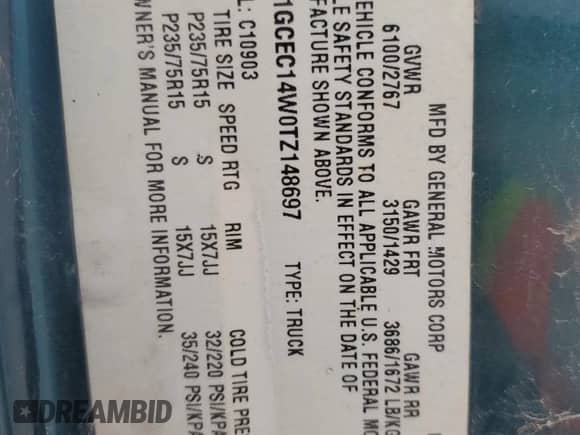 MFD BY GENERAL MOTORS CORP
GVWR GAWR FRT GAWR RR
6100/2767 3150/1429 3686/1672 LB/KG
VEHICLE CONFORMS TO ALL APPLICABLE U.S. FEDERAL MO
LE SAFETY STANDARDS IN EFFECT ON THE DATE OF
FACTURE SHOWN ABOVE.
1GCEC14W0TZ148697 TYPE: TRUCK
L: C10903
TIRE SIZE SPEED RTG RIM COLD TIRE PRE
P235/75R15 S 15X7JJ 32/220 PSI/KPA
P235/75R15 S 15X7JJ 35/240 PSI/KPA
WNER'S MANUAL FOR MORE INFORMATION.
DREAMBID